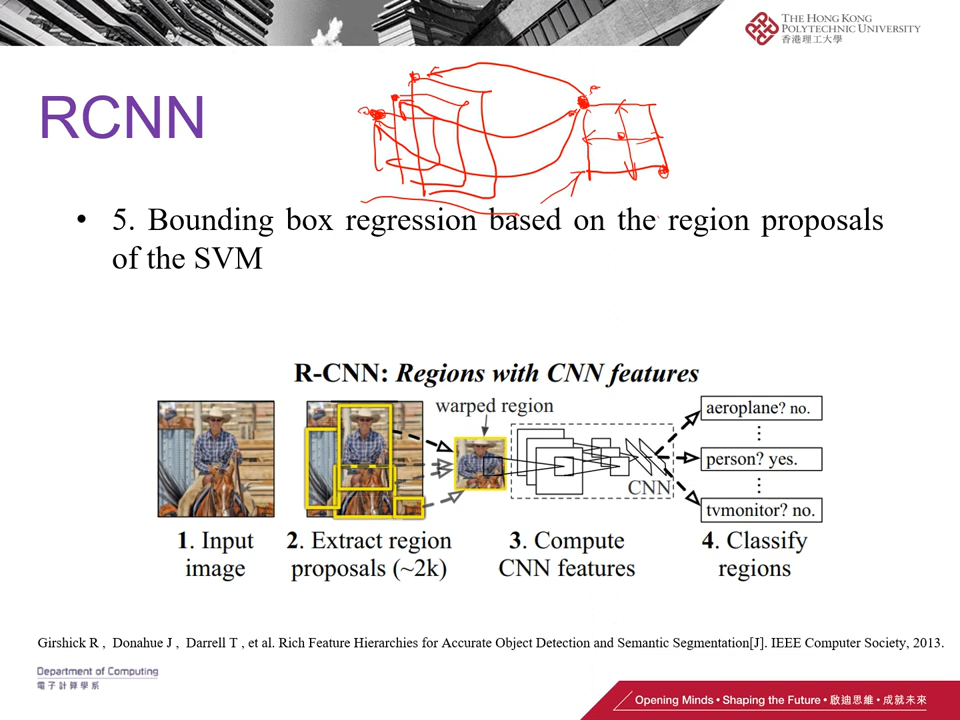 THE HONG KONG
POLYTECHNIC UNIVERSITY
香港理工大學
RCNN
• 5. Bounding box regression based on the region proposals
of the SVM
R-CNN: Regions with CNN features
warped region
aeroplane? no.
person? yes.
tvmonitor? no.
CNN
1. Input
image
2. Extract region
proposals (~2k)
3. Compute
CNN features
4. Classify
regions
Girshick R , Donahue J , Darrell T , et al. Rich Feature Hierarchies for Accurate Object Detection and Semantic Segmentation[J]. IEEE Computer Society, 2013.
Department of Computing
電子計算學系
Opening Minds • Shaping the Future • 啟迪思維 • 成就未來